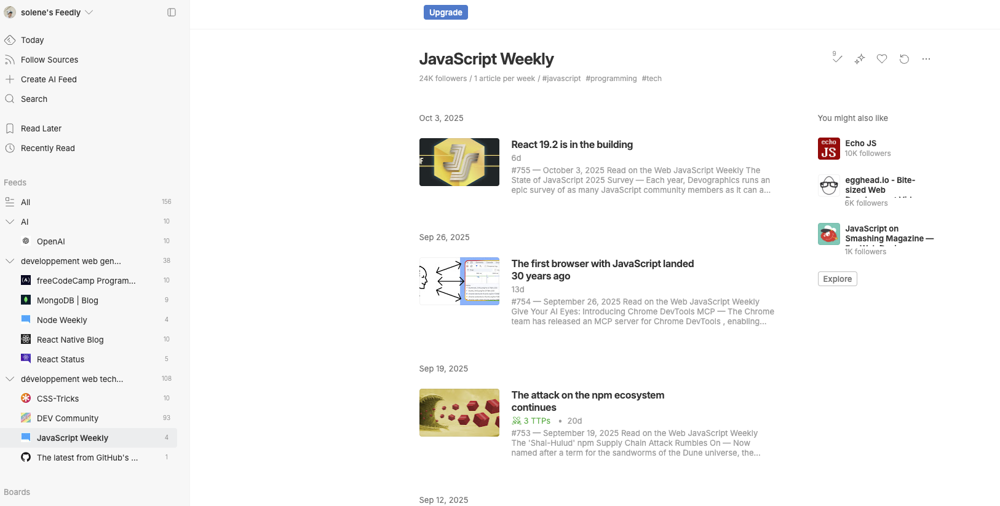 solene's Feedly
Today
Follow Sources
Create AI Feed
Search
Read Later
Recently Read
Feeds
All 156
AI 10
OpenAI 10
developpement web gen... 38
freeCodeCamp Program...
MongoDB | Blog 9
Node Weekly 4
React Native Blog 10
React Status 5
développement web tech... 108
CSS-Tricks 10
DEV Community 93
JavaScript Weekly 4
The latest from GitHub's ... 1
Boards
Upgrade
JavaScript Weekly
9
24K followers / 1 article per week / #javascript #programming #tech
Oct 3, 2025
React 19.2 is in the building
6d
#755 — October 3, 2025 Read on the Web JavaScript Weekly The
State of JavaScript 2025 Survey — Each year, Devographics runs an
epic survey of as many JavaScript community members as it can a...
Sep 26, 2025
The first browser with JavaScript landed
30 years ago
13d
#754 — September 26, 2025 Read on the Web JavaScript Weekly
Give Your AI Eyes: Introducing Chrome DevTools MCP — The Chrome
team has released an MCP server for Chrome DevTools , enabling...
Sep 19, 2025
The attack on the npm ecosystem
continues
3 TTPs • 20d
#753 — September 19, 2025 Read on the Web JavaScript Weekly
The 'Shai-Hulud' npm Supply Chain Attack Rumbles On — Now
named after a term for the sandworms of the Dune universe, the...
Sep 12, 2025
You might also like
echo
JS
Echo JS
10K followers
egghead.io - Bite-
sized Web
6K followers
JavaScript on
Smashing Magazine —
1K followers
Explore